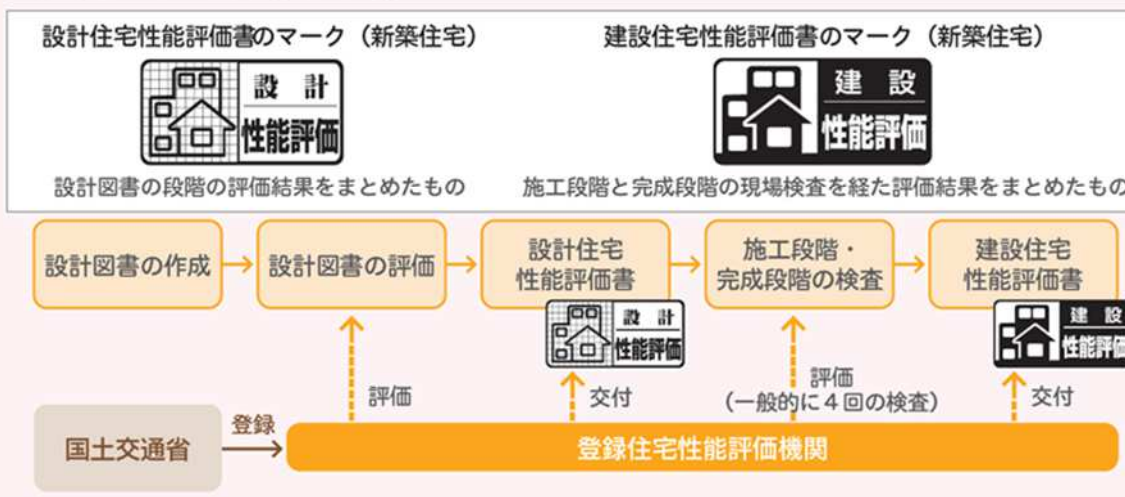 設計住宅性能評価書のマーク（新築住宅）
建設住宅性能評価書のマーク（新築住宅）
設 計
性能評価
建 設
性能評価
設計図書の段階の評価結果をまとめたもの
施工段階と完成段階の現場検査を経た評価結果をまとめたもの
設計図書の作成
設計図書の評価
設計住宅
性能評価書
施工段階・
完成段階の検査
建設住宅
性能評価書
設 計
性能評価
建 設
性能評価
評価
交付
評価
（一般的に４回の検査）
交付
国土交通省
登録
登録住宅性能評価機関